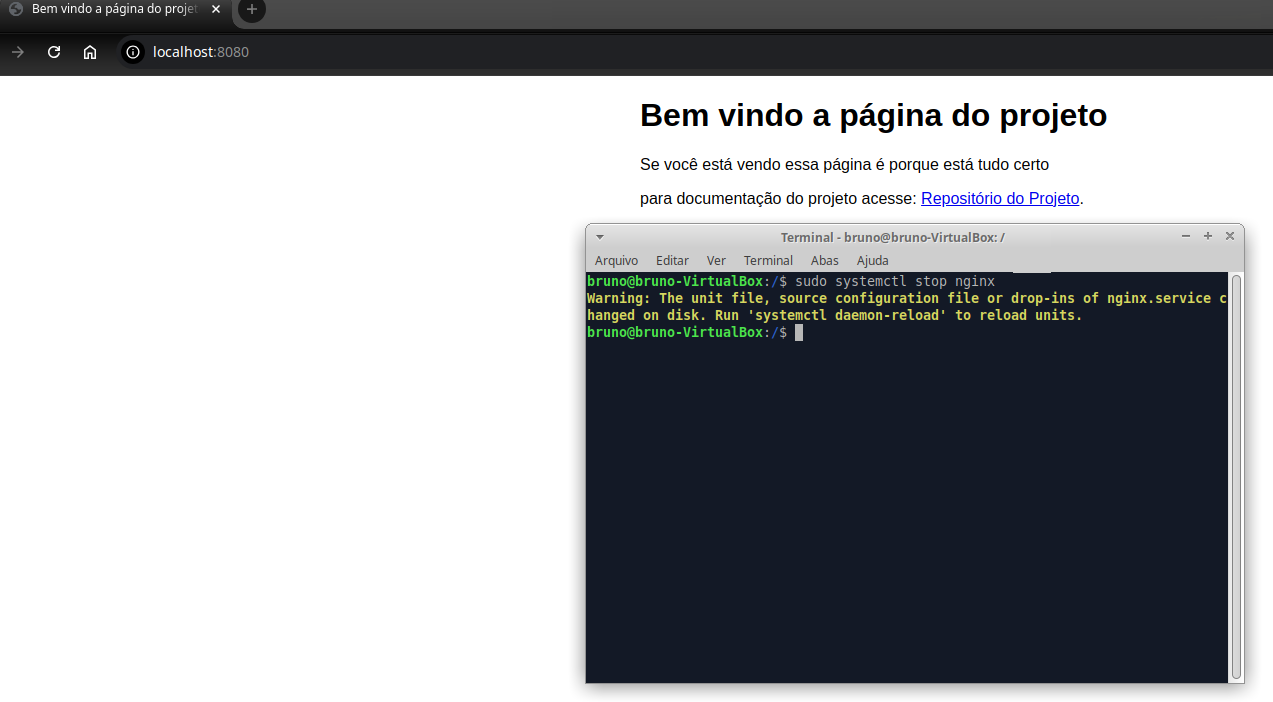 Bem vindo a página do projet
localhost:8080
Bem vindo a página do projeto
Se você está vendo essa página é porque está tudo certo
para documentação do projeto acesse: Repositório do Projeto.
Terminal - bruno@bruno-VirtualBox: /
Arquivo Editar Ver Terminal Abas Ajuda
bruno@bruno-VirtualBox:/$ sudo systemctl stop nginx
Warning: The unit file, source configuration file or drop-ins of nginx.service c
hanged on disk. Run 'systemctl daemon-reload' to reload units.
bruno@bruno-VirtualBox:/$